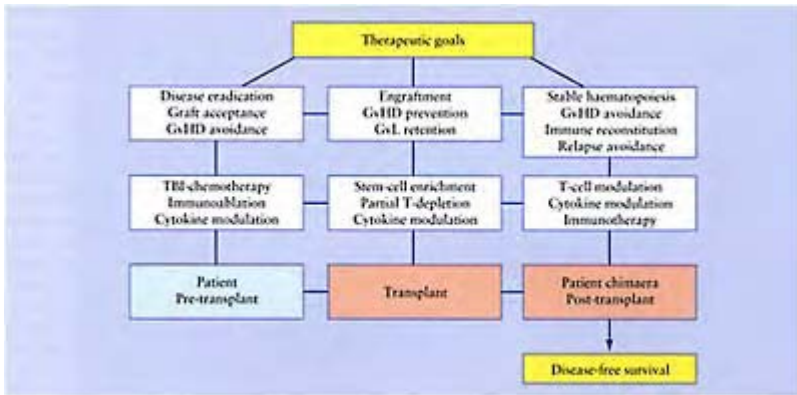 Therapeutic goals
Disease eradication
Graft acceptance
GvHD avoidance
Engraftment
GvHD prevention
GvL retention
Stable haematopoiesis
GvHD avoidance
Immune reconstitution
Relapse avoidance
TBI-chemotherapy
Immunoablation
Cytokine modulation
Stem-cell enrichment
Partial T-depletion
Cytokine modulation
T-cell modulation
Cytokine modulation
Immunotherapy
Patient
Pre-transplant
Transplant
Patient chimaera
Post-transplant
Disease-free survival